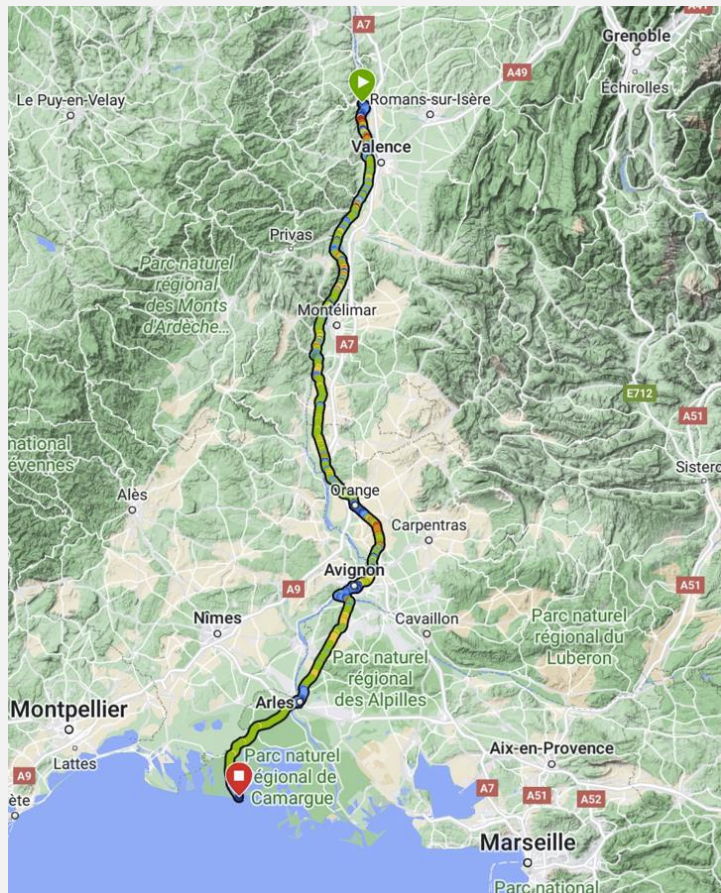 A7
A41
Grenoble
A49
Échirolles
Le Puy-en-Velay
Romans-sur-Isère
Valence
Privas
Parc naturel
régional
des Monts
d'Ardèche...
Montélimar
A7
E712
A51
national
évennes
Sistero
Alès
Orange
Carpentras
Avignon
A9
A51
Nîmes
Cavaillon
Parc naturel
régional du
Luberon
Parc naturel
régional
des Alpilles
Arles
Montpellier
Lattes
Parc naturel
égional de
Camargue
Aix-en-Provence
A9
A7
A51
A52
ète
Marseille
Parc national